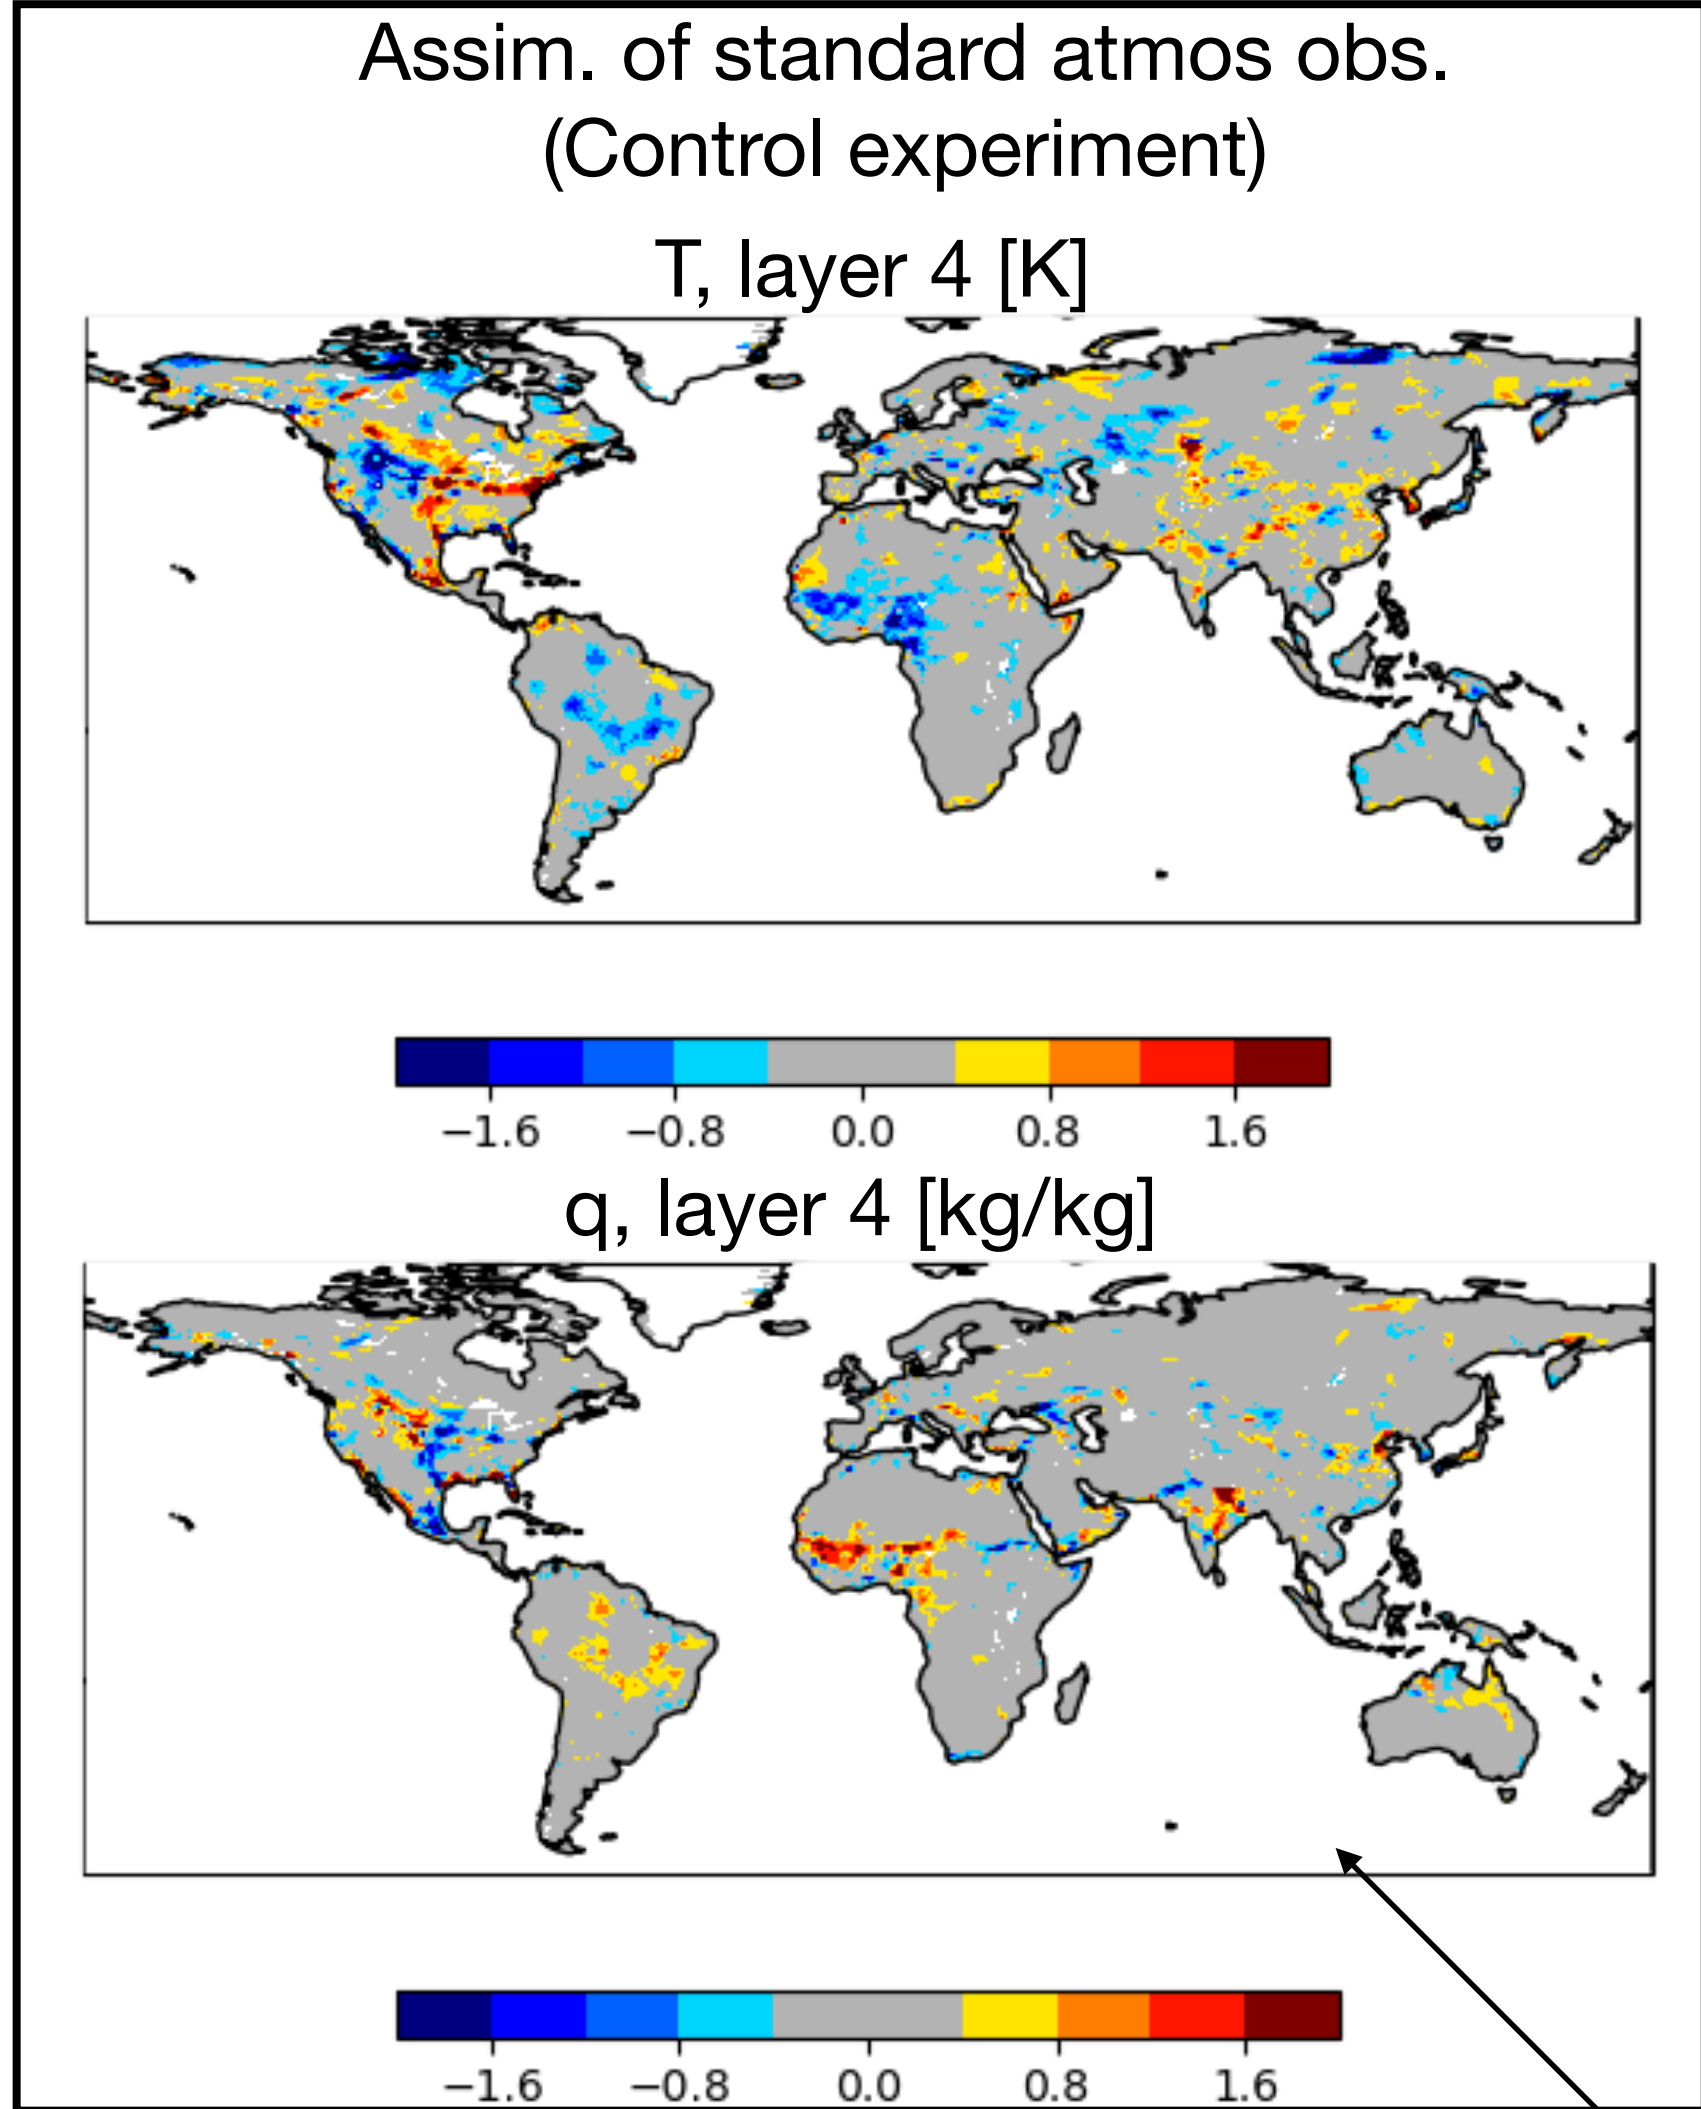 Assim. of standard atmos obs.
(Control experiment)
T, layer 4 [K]
−1.6 −0.8 0.0 0.8 1.6
q, layer 4 [kg/kg]
−1.6 −0.8 0.0 0.8 1.6